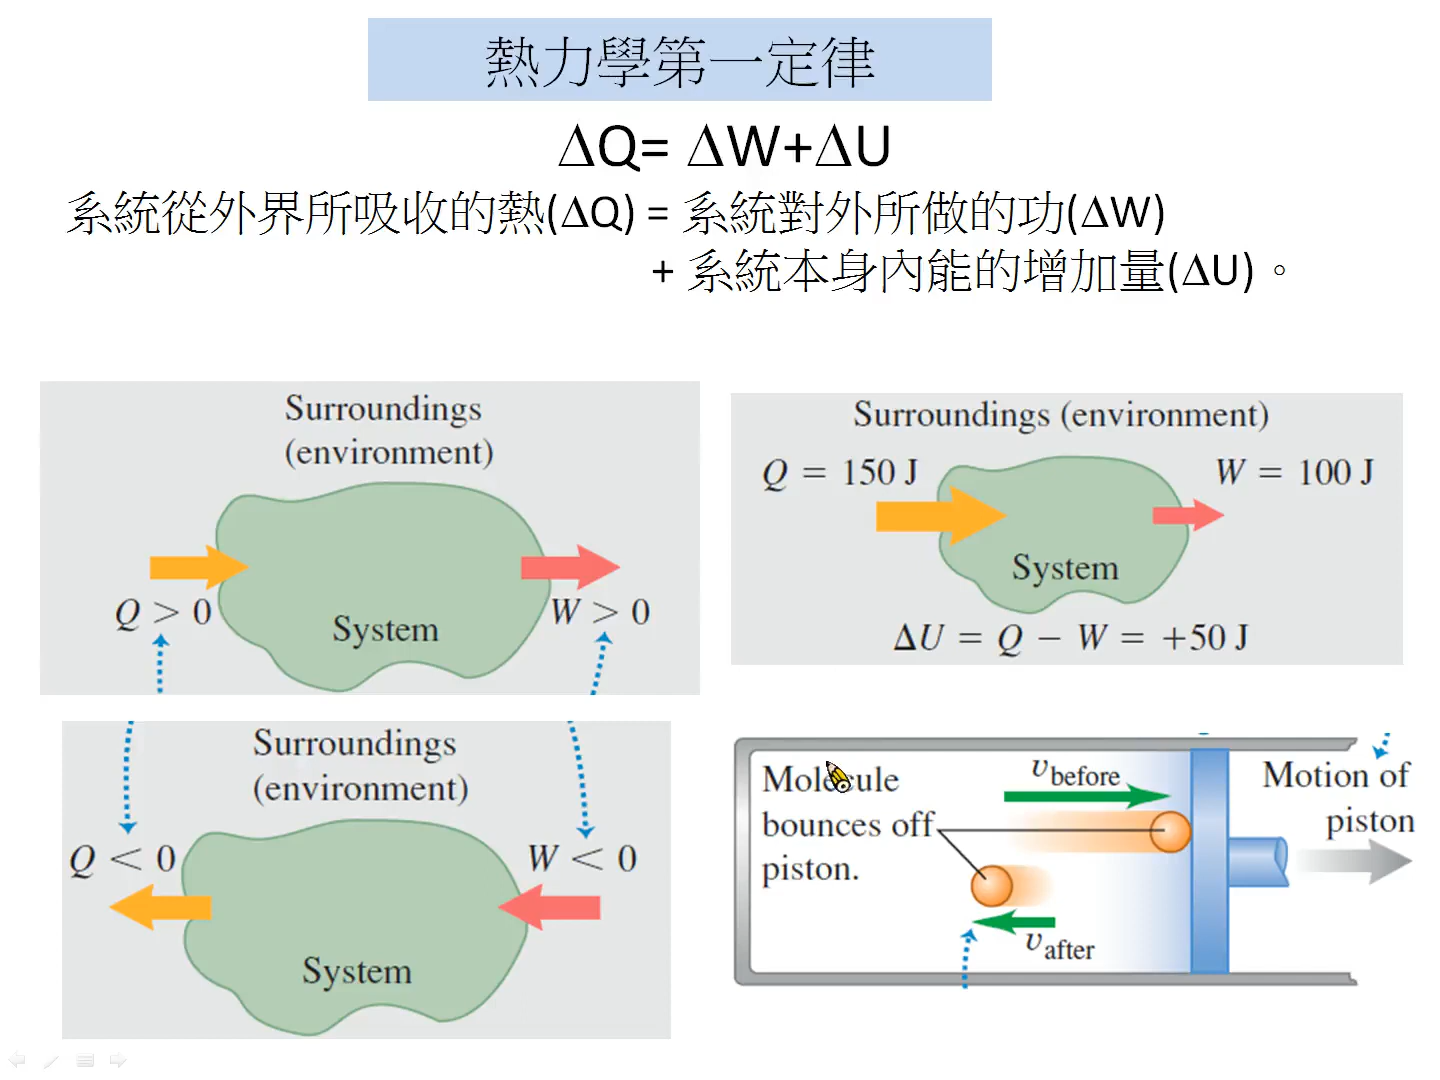 熱力學第一定律
ΔQ= ΔW+ΔU
系統從外界所吸收的熱(ΔQ) = 系統對外所做的功(ΔW)
+ 系統本身內能的增加量(ΔU)。
Surroundings
(environment)
Q > 0
W > 0
System
Surroundings (environment)
Q = 150 J
W = 100 J
System
ΔU = Q − W = +50 J
Surroundings
(environment)
Q < 0
W < 0
System
Molecule
bounces off
piston.
v before
v after
Motion of
piston